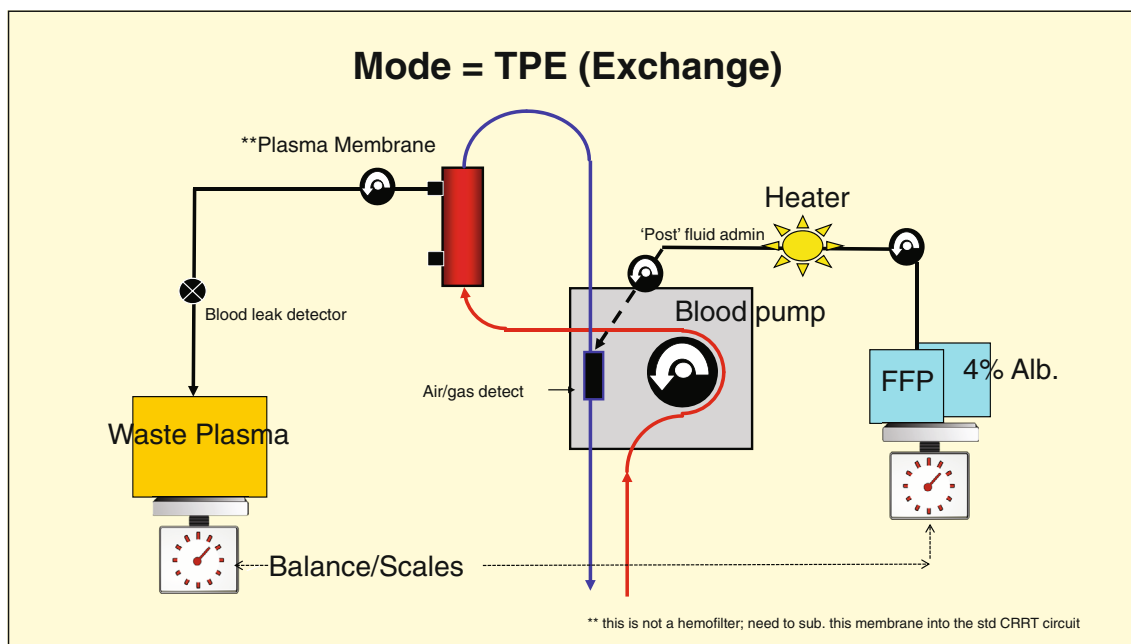 Mode = TPE (Exchange)
**Plasma Membrane
Heater
‘Post’ fluid admin
Blood leak detector
Blood pump
Air/gas detect
FFP
4% Alb.
Waste Plasma
Balance/Scales
** this is not a hemofilter; need to sub. this membrane into the std CRRT circuit